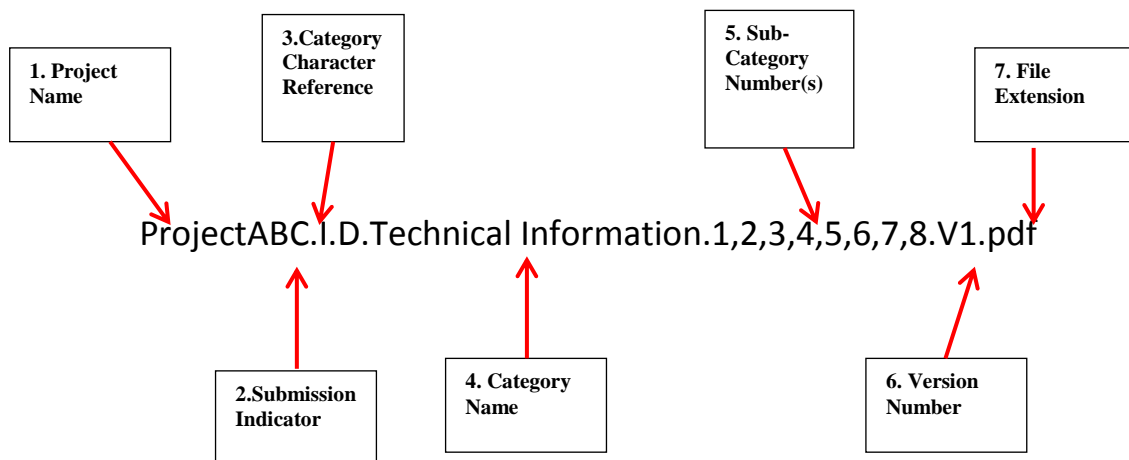 3.Category
Character
Reference
5. Sub-
Category
Number(s)
1. Project
Name
7. File
Extension
ProjectABC.I.D.Technical Information.1,2,3,4,5,6,7,8.V1.pdf
2.Submission
Indicator
4. Category
Name
6. Version
Number